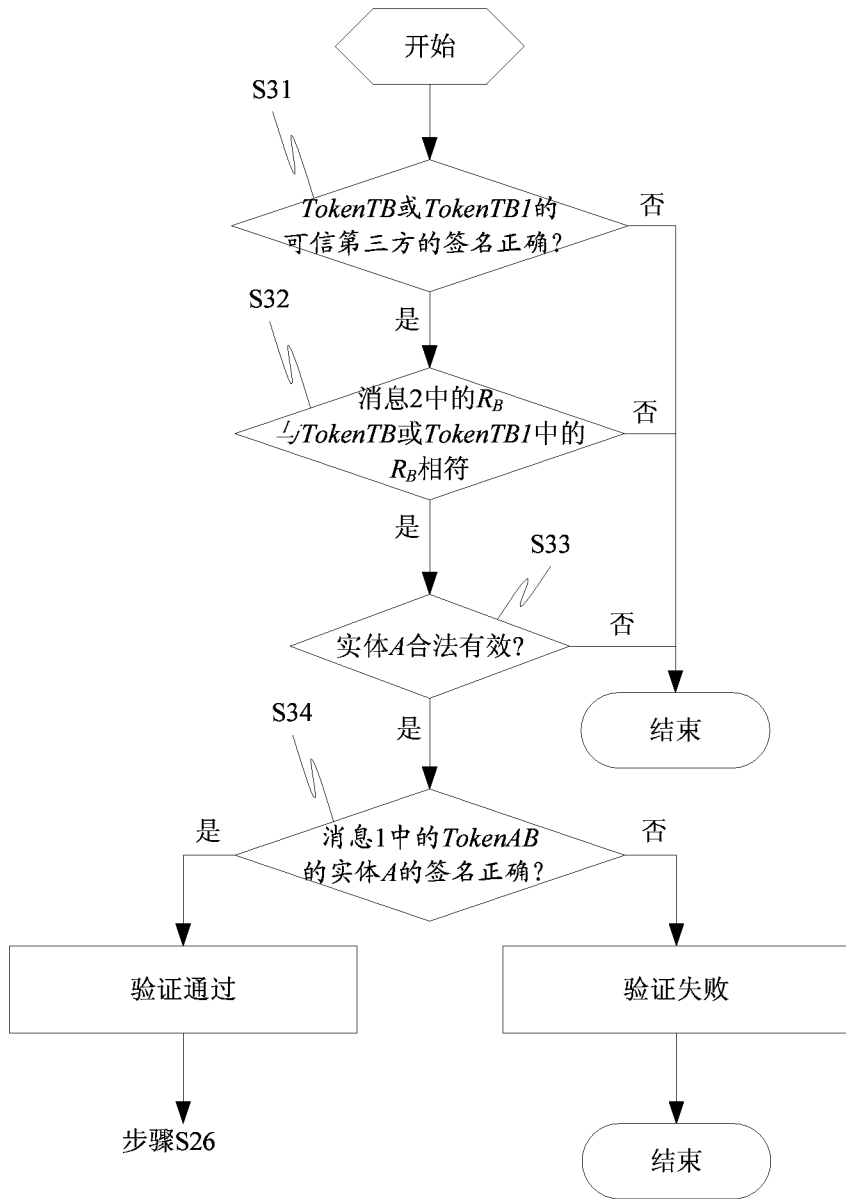 开始
S31
TokenTB或TokenTB1的
可信第三方的签名正确?
否
是
S32
消息2中的RB
与TokenTB或TokenTB1中的
RB相符
否
是
S33
实体A合法有效?
否
结束
是
S34
消息1中的TokenAB
的实体A的签名正确?
是
否
验证通过
验证失败
步骤S26
结束